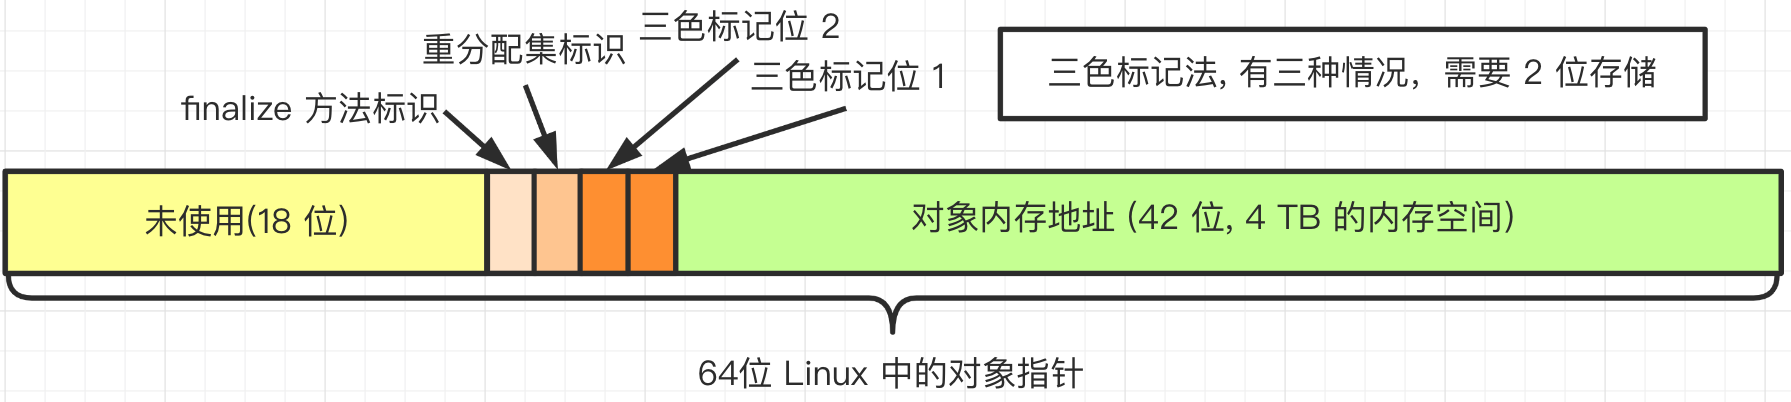 三色标记位 2
重分配集标识
三色标记位 1
finalize 方法标识
三色标记法, 有三种情况，需要 2 位存储
未使用(18 位)
对象内存地址 (42 位, 4 TB 的内存空间)
64位 Linux 中的对象指针